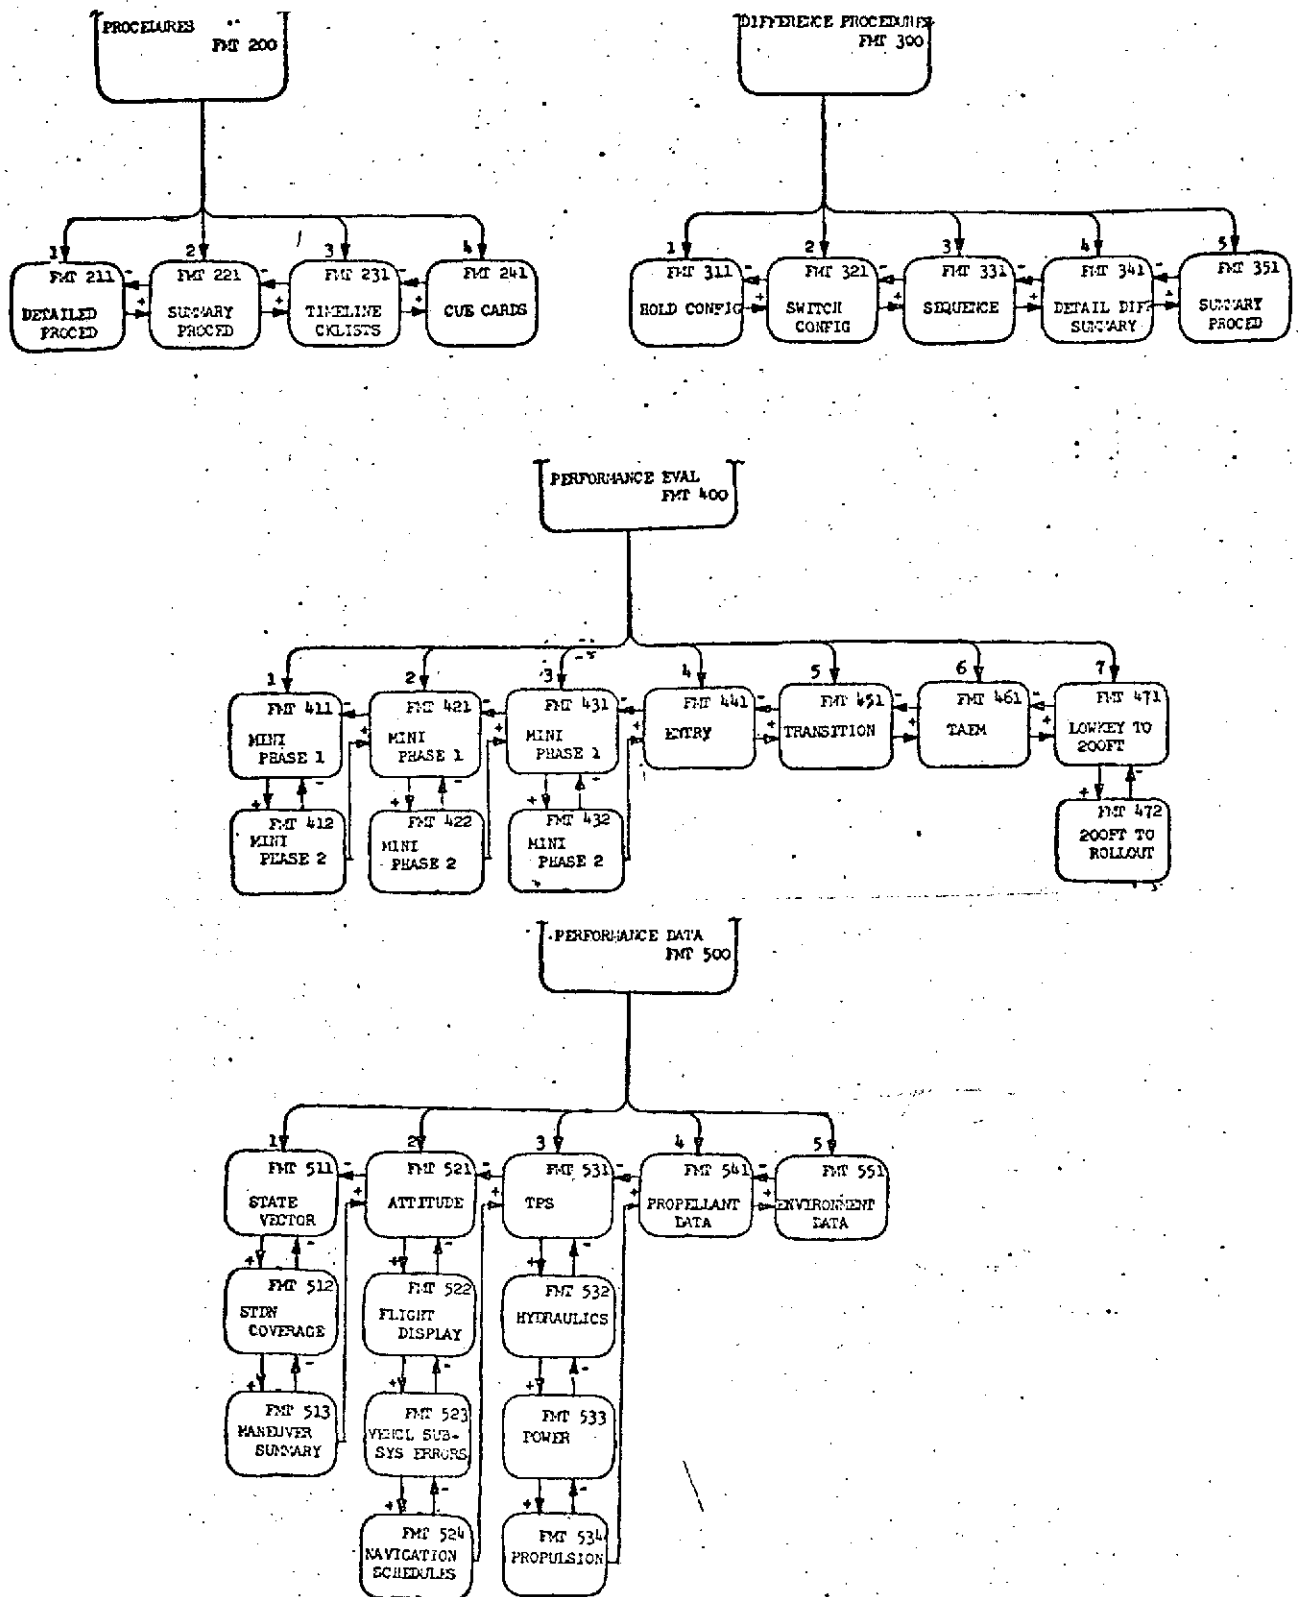 PROCEDURES
FMT 200
DIFFERENCE PROCEDURES
FMT 300
1
2
3
4
FMT 211
DETAILED
PROCED
FMT 221
SUMMARY
PROCED
FMT 231
TIMELINE
CKLISTS
FMT 241
CUE CARDS
- - -
+ + +
1
2
3
4
5
FMT 311
HOLD CONFIG
FMT 321
SWITCH
CONFIG
FMT 331
SEQUENCE
FMT 341
DETAIL DIFF
SUMMARY
FMT 351
SUMMARY
PROCED
- - - -
+ + + +
PERFORMANCE EVAL
FMT 400
1
2
3
4
5
6
7
FMT 411
MINI
PHASE 1
FMT 421
MINI
PHASE 1
FMT 431
MINI
PHASE 1
FMT 441
ENTRY
FMT 451
TRANSITION
FMT 461
TAEM
FMT 471
LOWKEY TO
200FT
- - - - - -
+ + + + + +
+ - + - + + + -
FMT 412
MINI
PHASE 2
FMT 422
MINI
PHASE 2
FMT 432
MINI
PHASE 2
FMT 472
200FT TO
ROLLOUT
PERFORMANCE DATA
FMT 500
1
2
3
4
5
FMT 511
STATE
VECTOR
FMT 521
ATTITUDE
FMT 531
TPS
FMT 541
PROPELLANT
DATA
FMT 551
ENVIRONMENT
DATA
- - - -
+ + + +
+ - + - + -
FMT 512
STDN
COVERAGE
FMT 522
FLIGHT
DISPLAY
FMT 532
HYDRAULICS
+ - + - + -
FMT 513
MANEUVER
SUMMARY
FMT 523
VEHCL SUB-
SYS ERRORS
FMT 533
POWER
+ - + -
FMT 524
NAVIGATION
SCHEDULES
FMT 534
PROPULSION